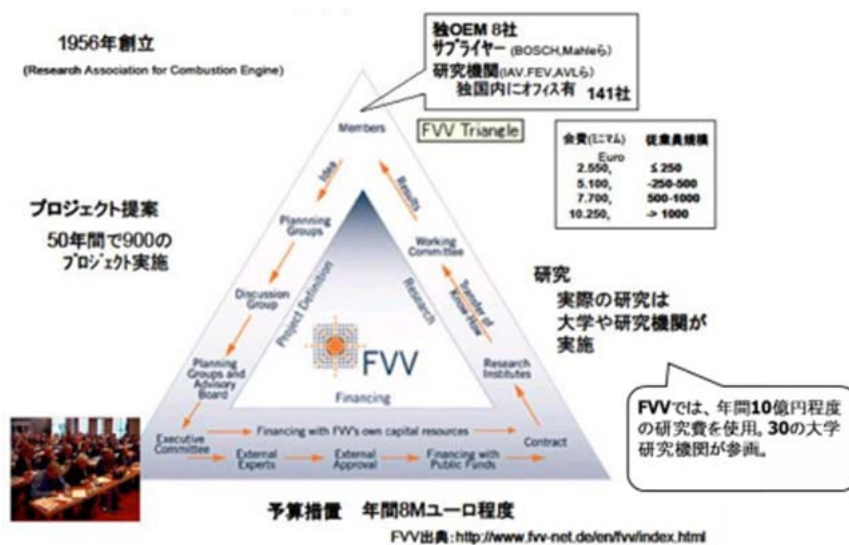 1956年創立
(Research Association for Combustion Engine)
独OEM 8社
サプライヤー (BOSCH,Mahleら)
研究機関(IAV.FEV,AVLら)
独国内にオフィス有 141社
FVV Triangle
会費(ミニマム) 従業員規模
Euro
2.550, ≦250
5.100, -250-500
7.700, 500-1000
10.250, -> 1000
Members
Idea
Plannning Groups
Discussion Group
Planning Groups and Advisory Board
Executive Committee
Project Definition
Results
Working Committee
Transfer of Know How
Research Institutes
Contract
Research
FVV
Financing
Financing with FVV's own capital resources
External Experts
External Approval
Financing with Public Funds
プロジェクト提案
50年間で900の
プロジェクト実施
研究
実際の研究は
大学や研究機関が
実施
FVVでは、年間10億円程度
の研究費を使用。30の大学
研究機関が参画。
予算措置 年間8Mユーロ程度
FVV出典:http://www.fvv-net.de/en/fvv/index.html